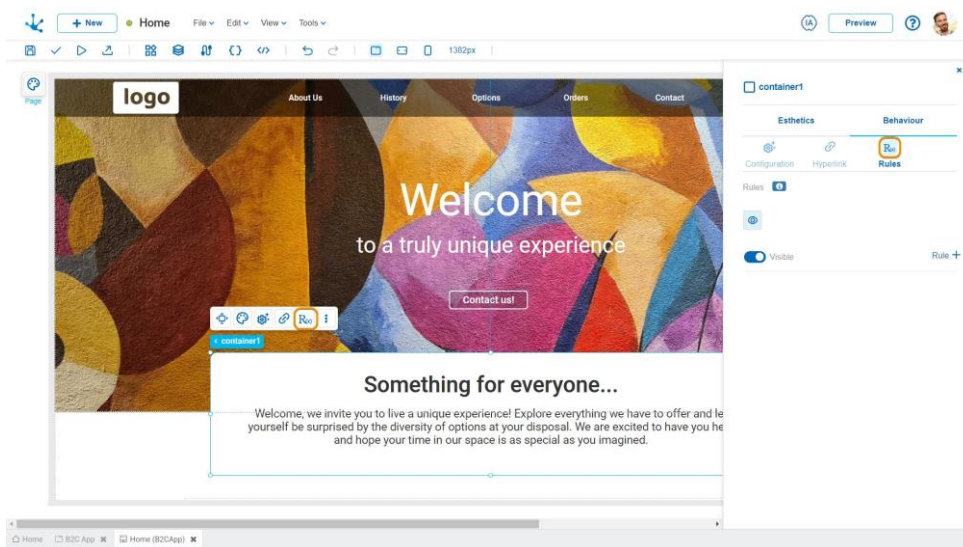 + New
Home
File
Edit
View
Tools
IA
Preview
?
1382px
Page
logo
About Us
History
Options
Orders
Contact
Welcome
to a truly unique experience
Contact us!
container1
Something for everyone...
Welcome, we invite you to live a unique experience! Explore everything we have to offer and le
yourself be surprised by the diversity of options at your disposal. We are excited to have you he
and hope your time in our space is as special as you imagined.
container1
Esthetics
Behaviour
Configuration
Hyperlink
Rules
Rules
Visible
Rule +
Home
B2C App
Home (B2CApp)